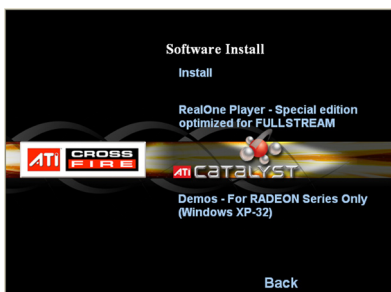 Software Install
Install
RealOne Player - Special edition
optimized for FULLSTREAM
ATI CROSS
FIRE
ATI CATALYST
Demos - For RADEON Series Only
(Windows XP-32)
Back